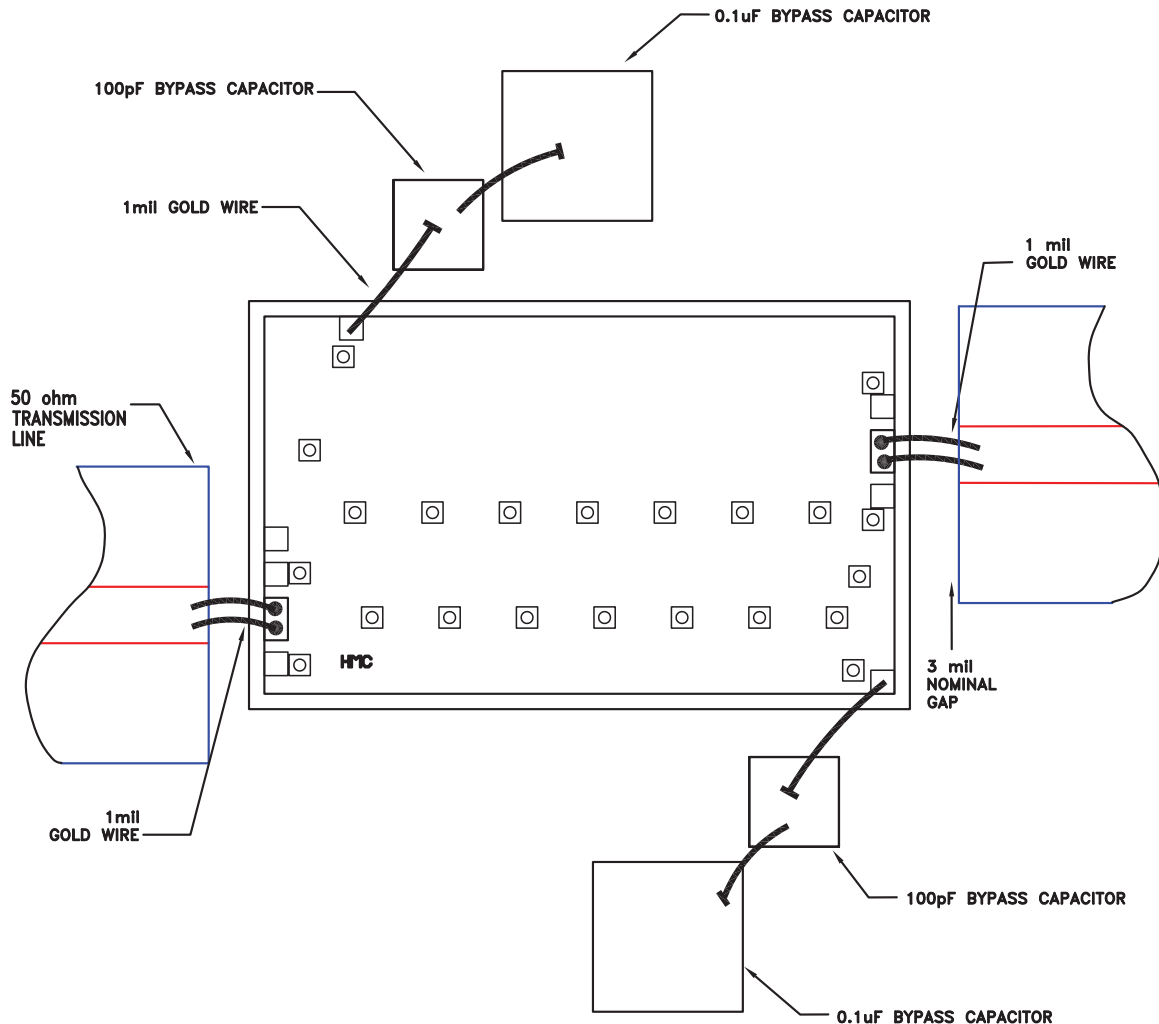 0.1uF BYPASS CAPACITOR
100pF BYPASS CAPACITOR
1mil GOLD WIRE
1 mil
GOLD WIRE
50 ohm
TRANSMISSION
LINE
HMC
3 mil
NOMINAL
GAP
1mil
GOLD WIRE
100pF BYPASS CAPACITOR
0.1uF BYPASS CAPACITOR